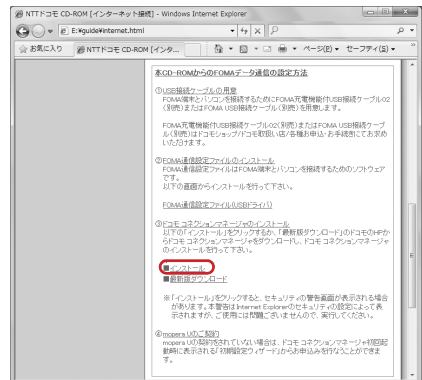 NTTドコモ CD-ROM [インターネット接続] - Windows Internet Explorer
E:¥guide¥internet.html
お気に入り
NTTドコモ CD-ROM [インタ...
ページ(P)
セーフティ(S)
本CD-ROMからのFOMAデータ通信の設定方法
①USB接続ケーブルの用意
FOMA端末とパソコンを接続するためにFOMA充電機能付USB接続ケーブル02
(別売)またはFOMA USB接続ケーブル(別売)を用意します。
FOMA充電機能付USB接続ケーブル02(別売)またはFOMA USB接続ケーブ
ル(別売)はドコモショップ/ドコモ取扱い店/各種お申込・お手続書にてお求め
いただけます。
②FOMA通信設定ファイルのインストール
FOMA通信設定ファイルはFOMA端末とパソコンを接続するためのソフトウェア
です。
以下の画面からインストールを行って下さい。
FOMA通信設定ファイル(USBドライバ)
③ドコモ コネクションマネージャのインストール
以下の「インストール」をクリックするか、「最新版ダウンロード」のドコモのHPか
らドコモ コネクションマネージャをダウンロードし、ドコモ コネクションマネージャ
のインストールを行って下さい。
■インストール
■最新版ダウンロード
※「インストール」をクリックすると、セキュリティの警告画面が表示される場合
があります。本警告はInternet Explorerのセキュリティの設定によって表
示されますが、ご使用には問題ございませんので、実行してください。
④mopera Uのご契約
mopera Uの契約をされていない場合は、ドコモ コネクションマネージャ初回起
動時に表示される「初期設定ウィザード」からお申込みを行なうことができま
す。